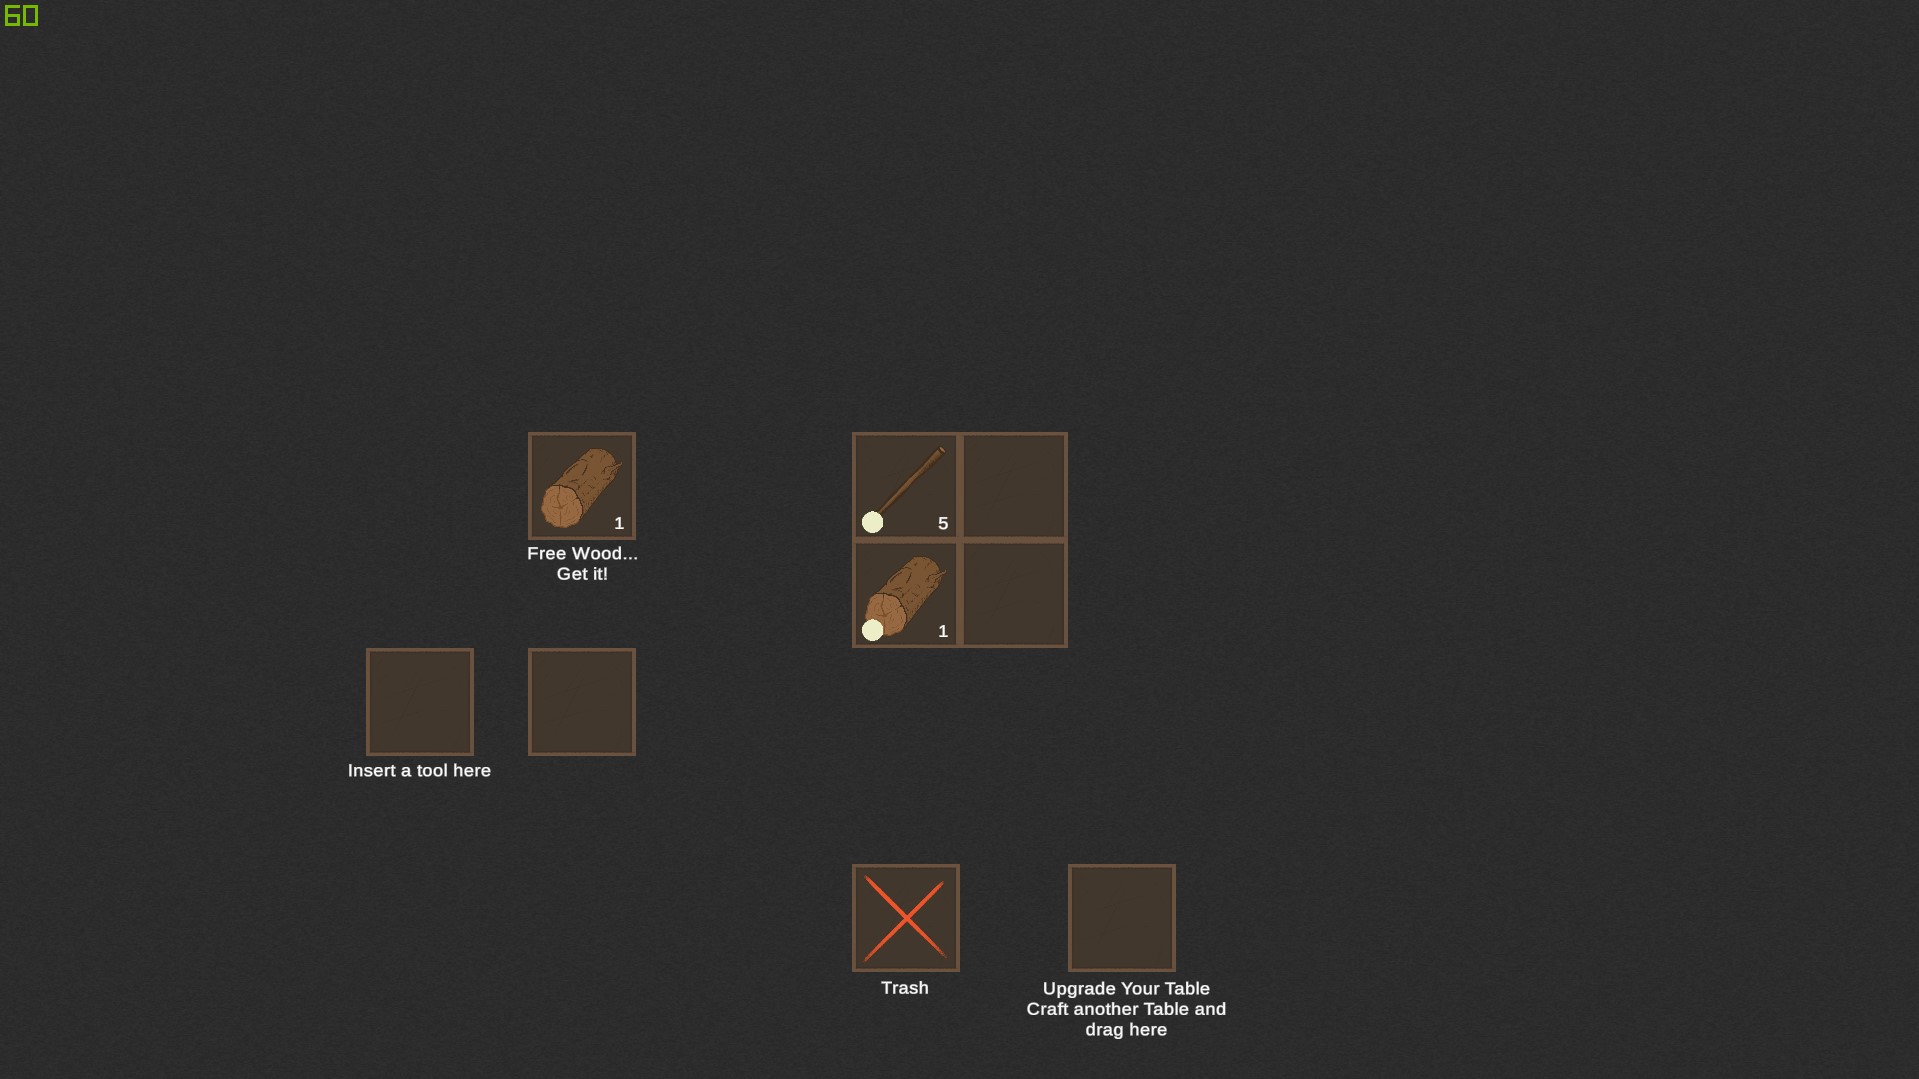 60
1
5
Free Wood...
Get it!
1
Insert a tool here
Trash
Upgrade Your Table
Craft another Table and
drag here